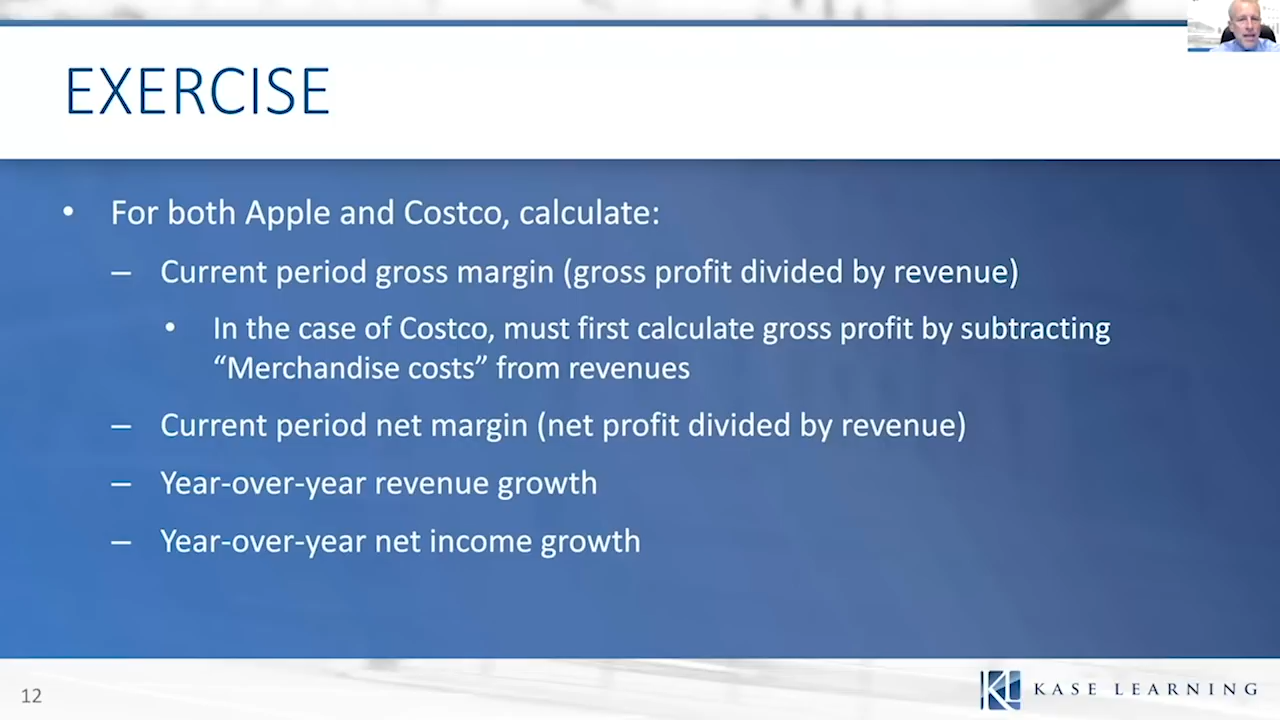 EXERCISE
• For both Apple and Costco, calculate:
– Current period gross margin (gross profit divided by revenue)
• In the case of Costco, must first calculate gross profit by subtracting
“Merchandise costs” from revenues
– Current period net margin (net profit divided by revenue)
– Year-over-year revenue growth
– Year-over-year net income growth
12
KL KASE LEARNING